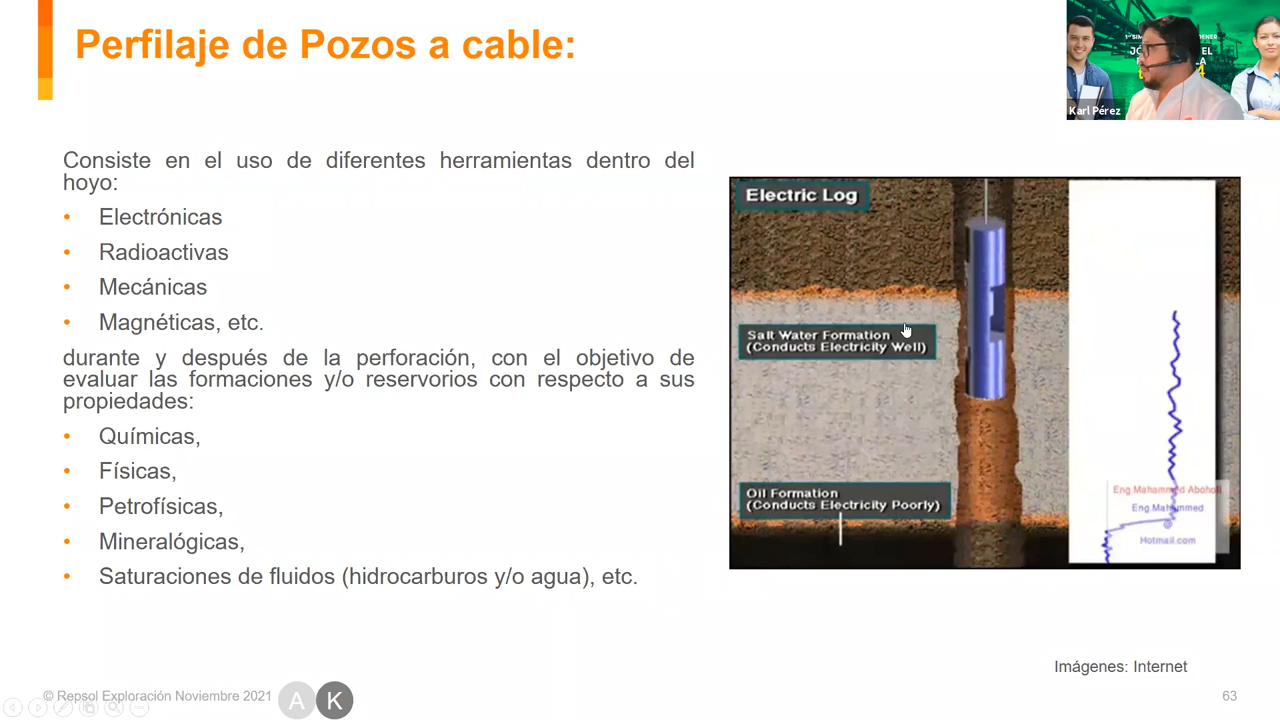 Perfilaje de Pozos a cable:
Karl Pérez
Consiste en el uso de diferentes herramientas dentro del
hoyo:
• Electrónicas
• Radioactivas
• Mecánicas
• Magnéticas, etc.
durante y después de la perforación, con el objetivo de
evaluar las formaciones y/o reservorios con respecto a sus
propiedades:
• Químicas,
• Físicas,
• Petrofísicas,
• Mineralógicas,
• Saturaciones de fluidos (hidrocarburos y/o agua), etc.
Electric Log
Salt Water Formation
(Conducts Electricity Well)
Oil Formation
(Conducts Electricity Poorly)
Eng.Mahammed
@
Hotmail.com
Imágenes: Internet
© Repsol Exploración Noviembre 2021
A
K
63